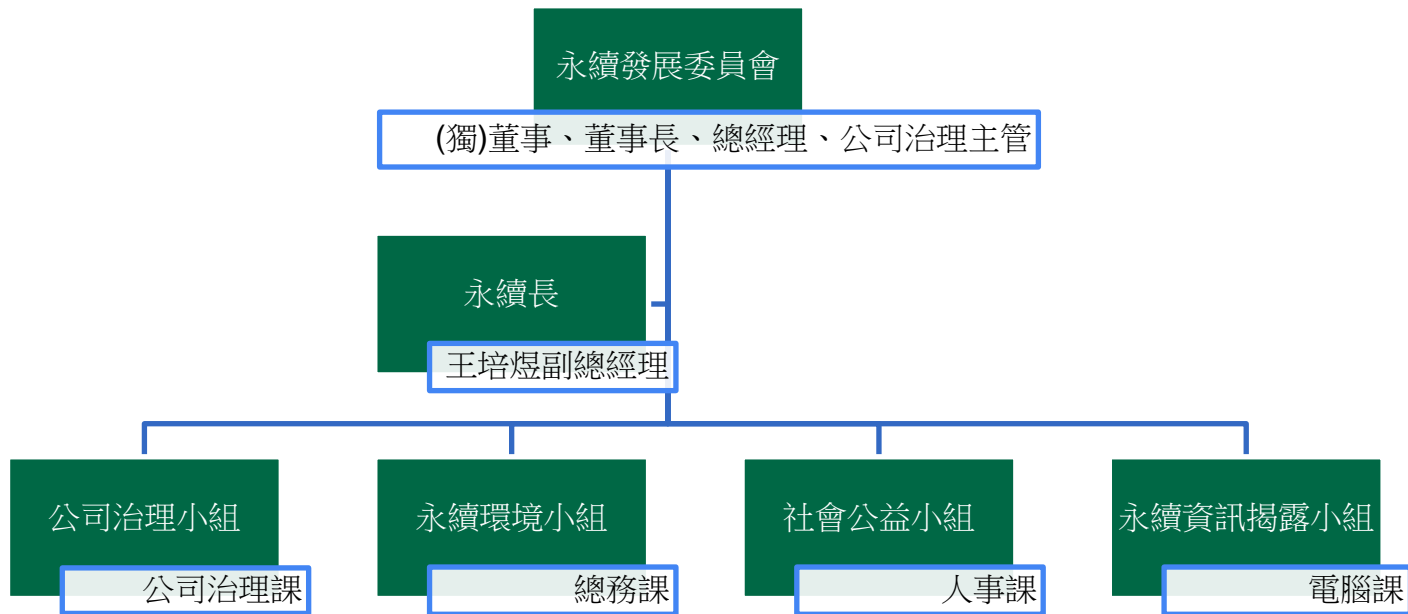 永續發展委員會
(獨)董事、董事長、總經理、公司治理主管
永續長
王培煜副總經理
公司治理小組
公司治理課
永續環境小組
總務課
社會公益小組
人事課
永續資訊揭露小組
電腦課